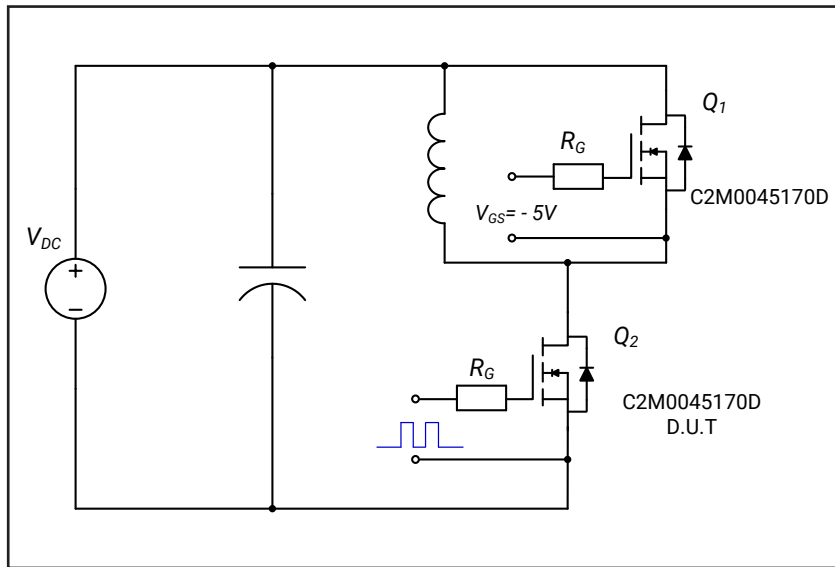 Q1
RG
C2M0045170D
VGS= - 5V
VDC
+
−
Q2
RG
C2M0045170D
D.U.T